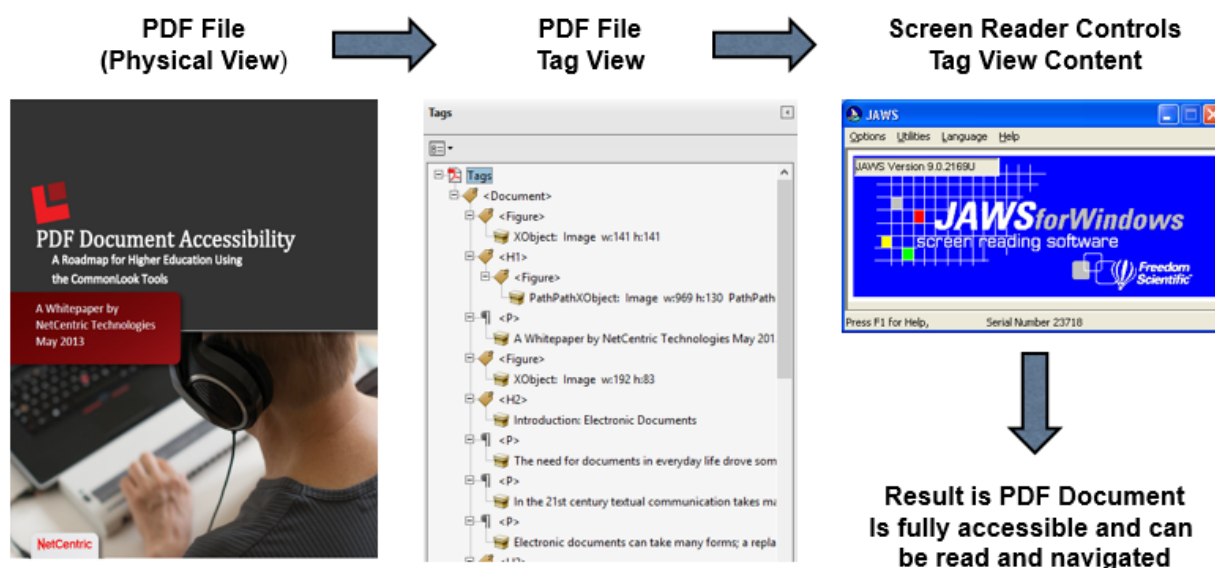 PDF File
(Physical View)
PDF File
Tag View
Screen Reader Controls
Tag View Content
PDF Document Accessibility
A Roadmap for Higher Education Using
the CommonLook Tools
A Whitepaper by
NetCentric Technologies
May 2013
NetCentric
Tags
Tags
<Document>
<Figure>
XObject: Image w:141 h:141
<H1>
<Figure>
PathPathXObject: Image w:969 h:130 PathPath
<P>
A Whitepaper by NetCentric Technologies May 201
<Figure>
XObject: Image w:192 h:83
<H2>
Introduction: Electronic Documents
<P>
The need for documents in everyday life drove som
<P>
In the 21st century textual communication takes ma
<P>
Electronic documents can take many forms; a repla
JAWS
Options Utilities Language Help
JAWS Version 9.0.2169U
JAWSforWindows
screen reading software
Freedom
Scientific
Press F1 for Help, Serial Number 23718
Result is PDF Document
Is fully accessible and can
be read and navigated